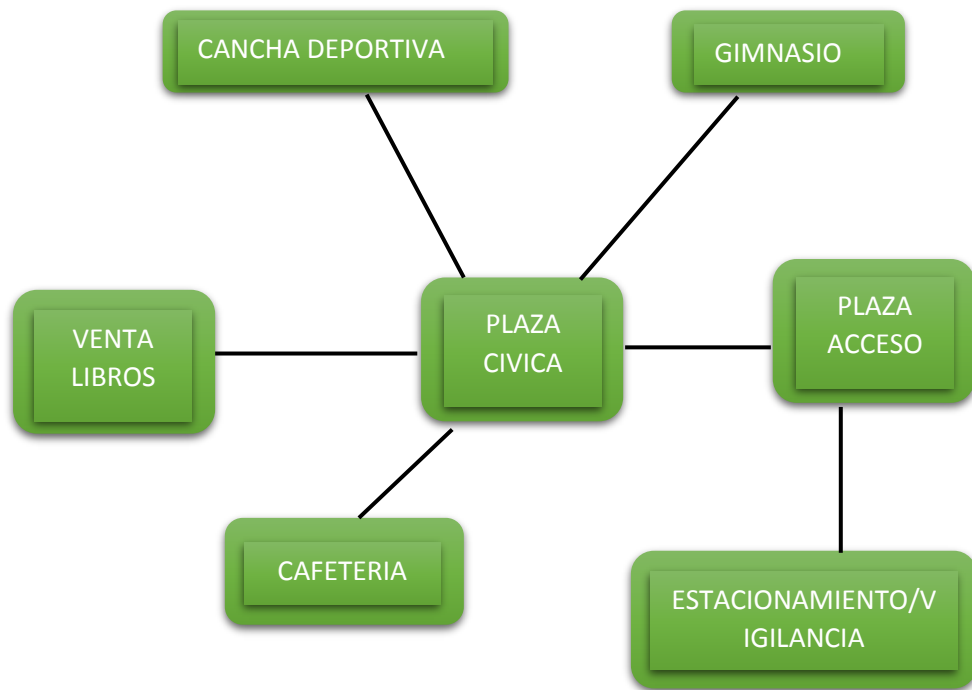 CANCHA DEPORTIVA
GIMNASIO
VENTA
LIBROS
PLAZA
CIVICA
PLAZA
ACCESO
CAFETERIA
ESTACIONAMIENTO/V
IGILANCIA